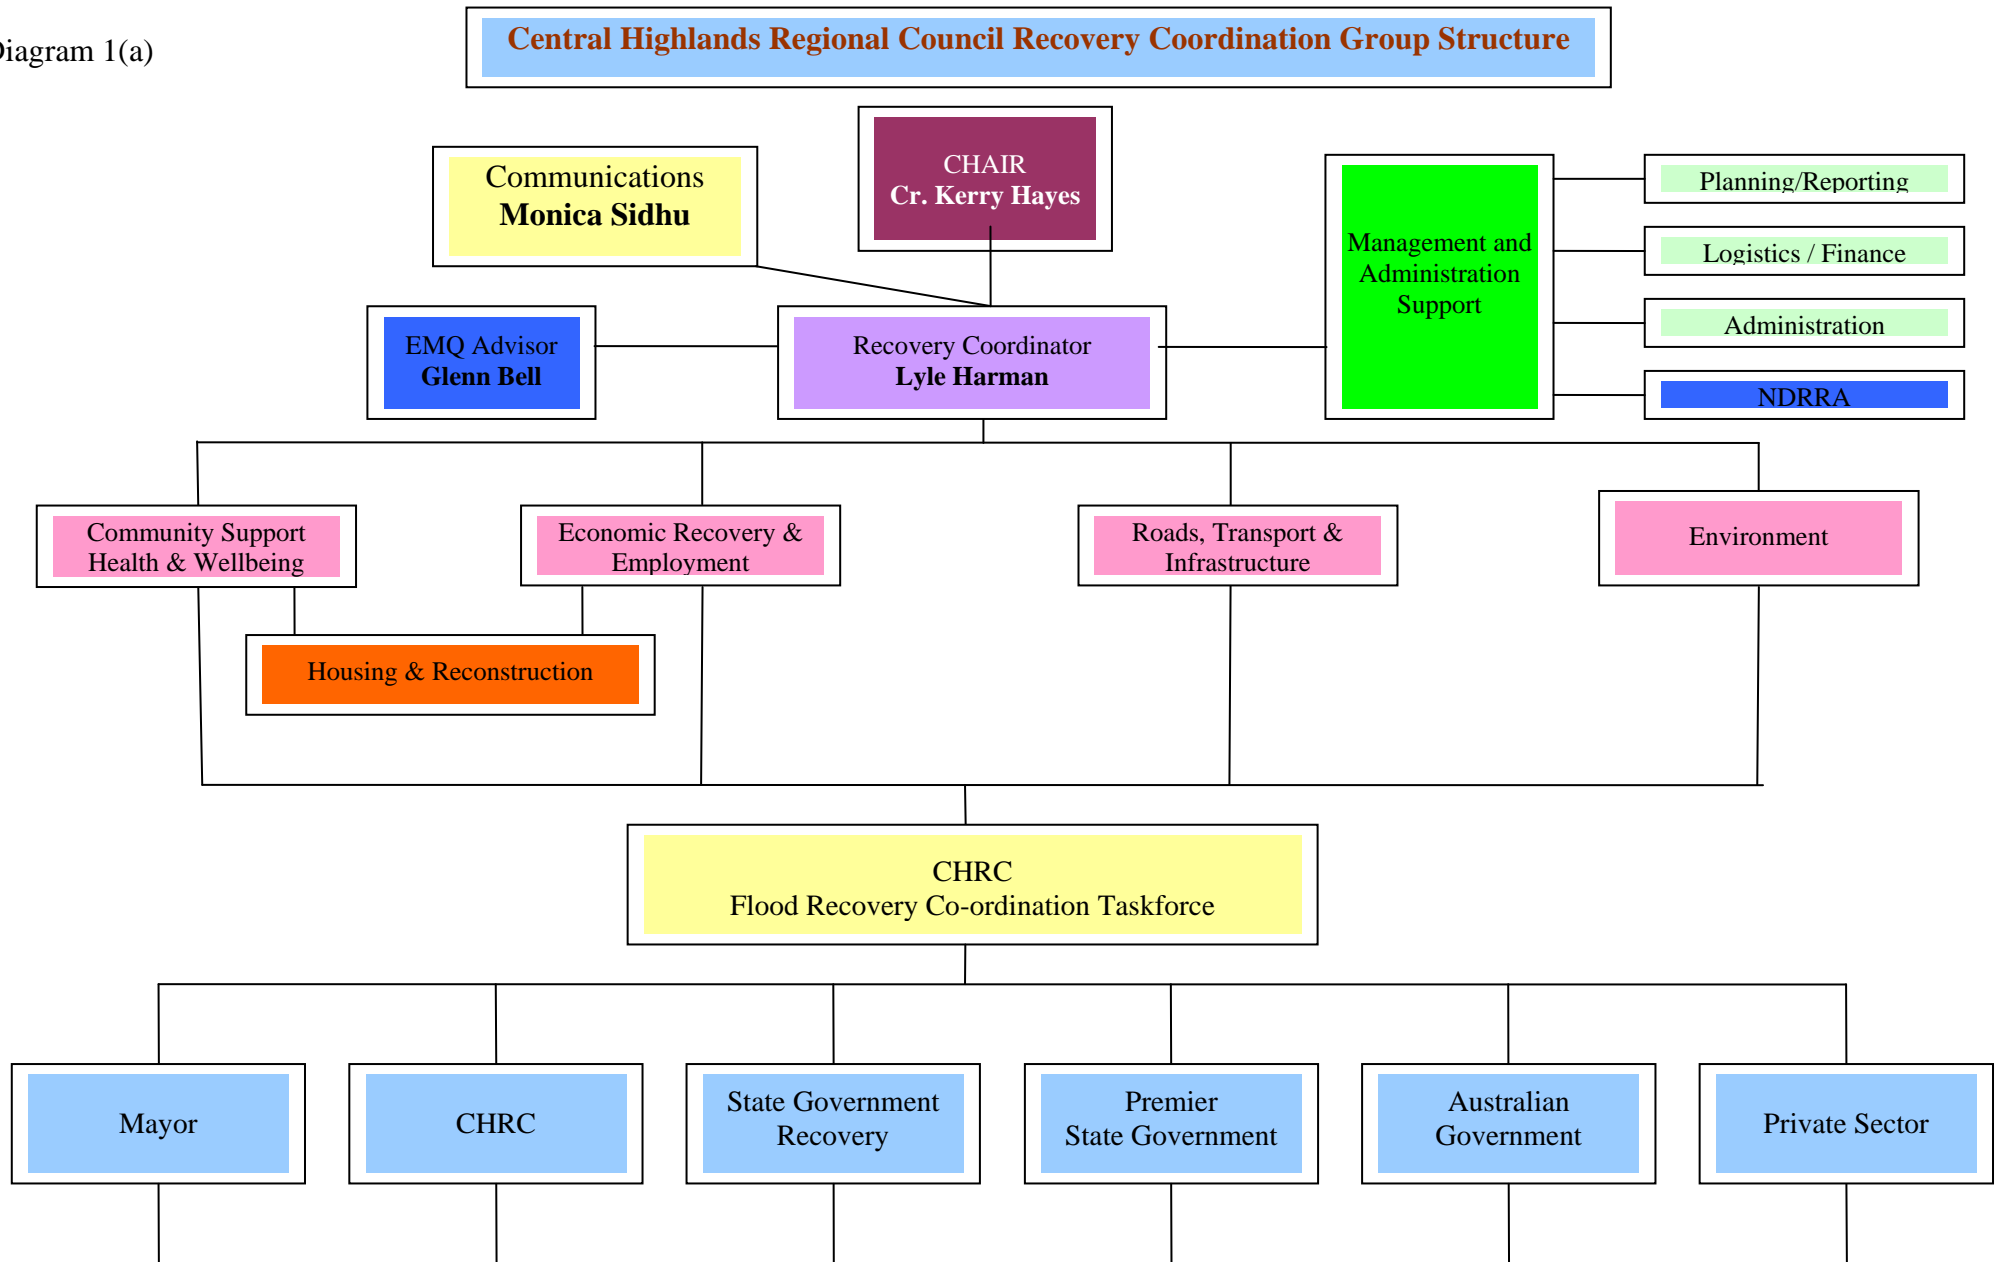 Diagram 1(a)
Central Highlands Regional Council Recovery Coordination Group Structure
Communications
Monica Sidhu
CHAIR
Cr. Kerry Hayes
Management and
Administration
Support
Planning/Reporting
Logistics / Finance
Administration
NDRRA
EMQ Advisor
Glenn Bell
Recovery Coordinator
Lyle Harman
Community Support
Health & Wellbeing
Economic Recovery &
Employment
Roads, Transport &
Infrastructure
Environment
Housing & Reconstruction
CHRC
Flood Recovery Co-ordination Taskforce
Mayor
CHRC
State Government
Recovery
Premier
State Government
Australian
Government
Private Sector